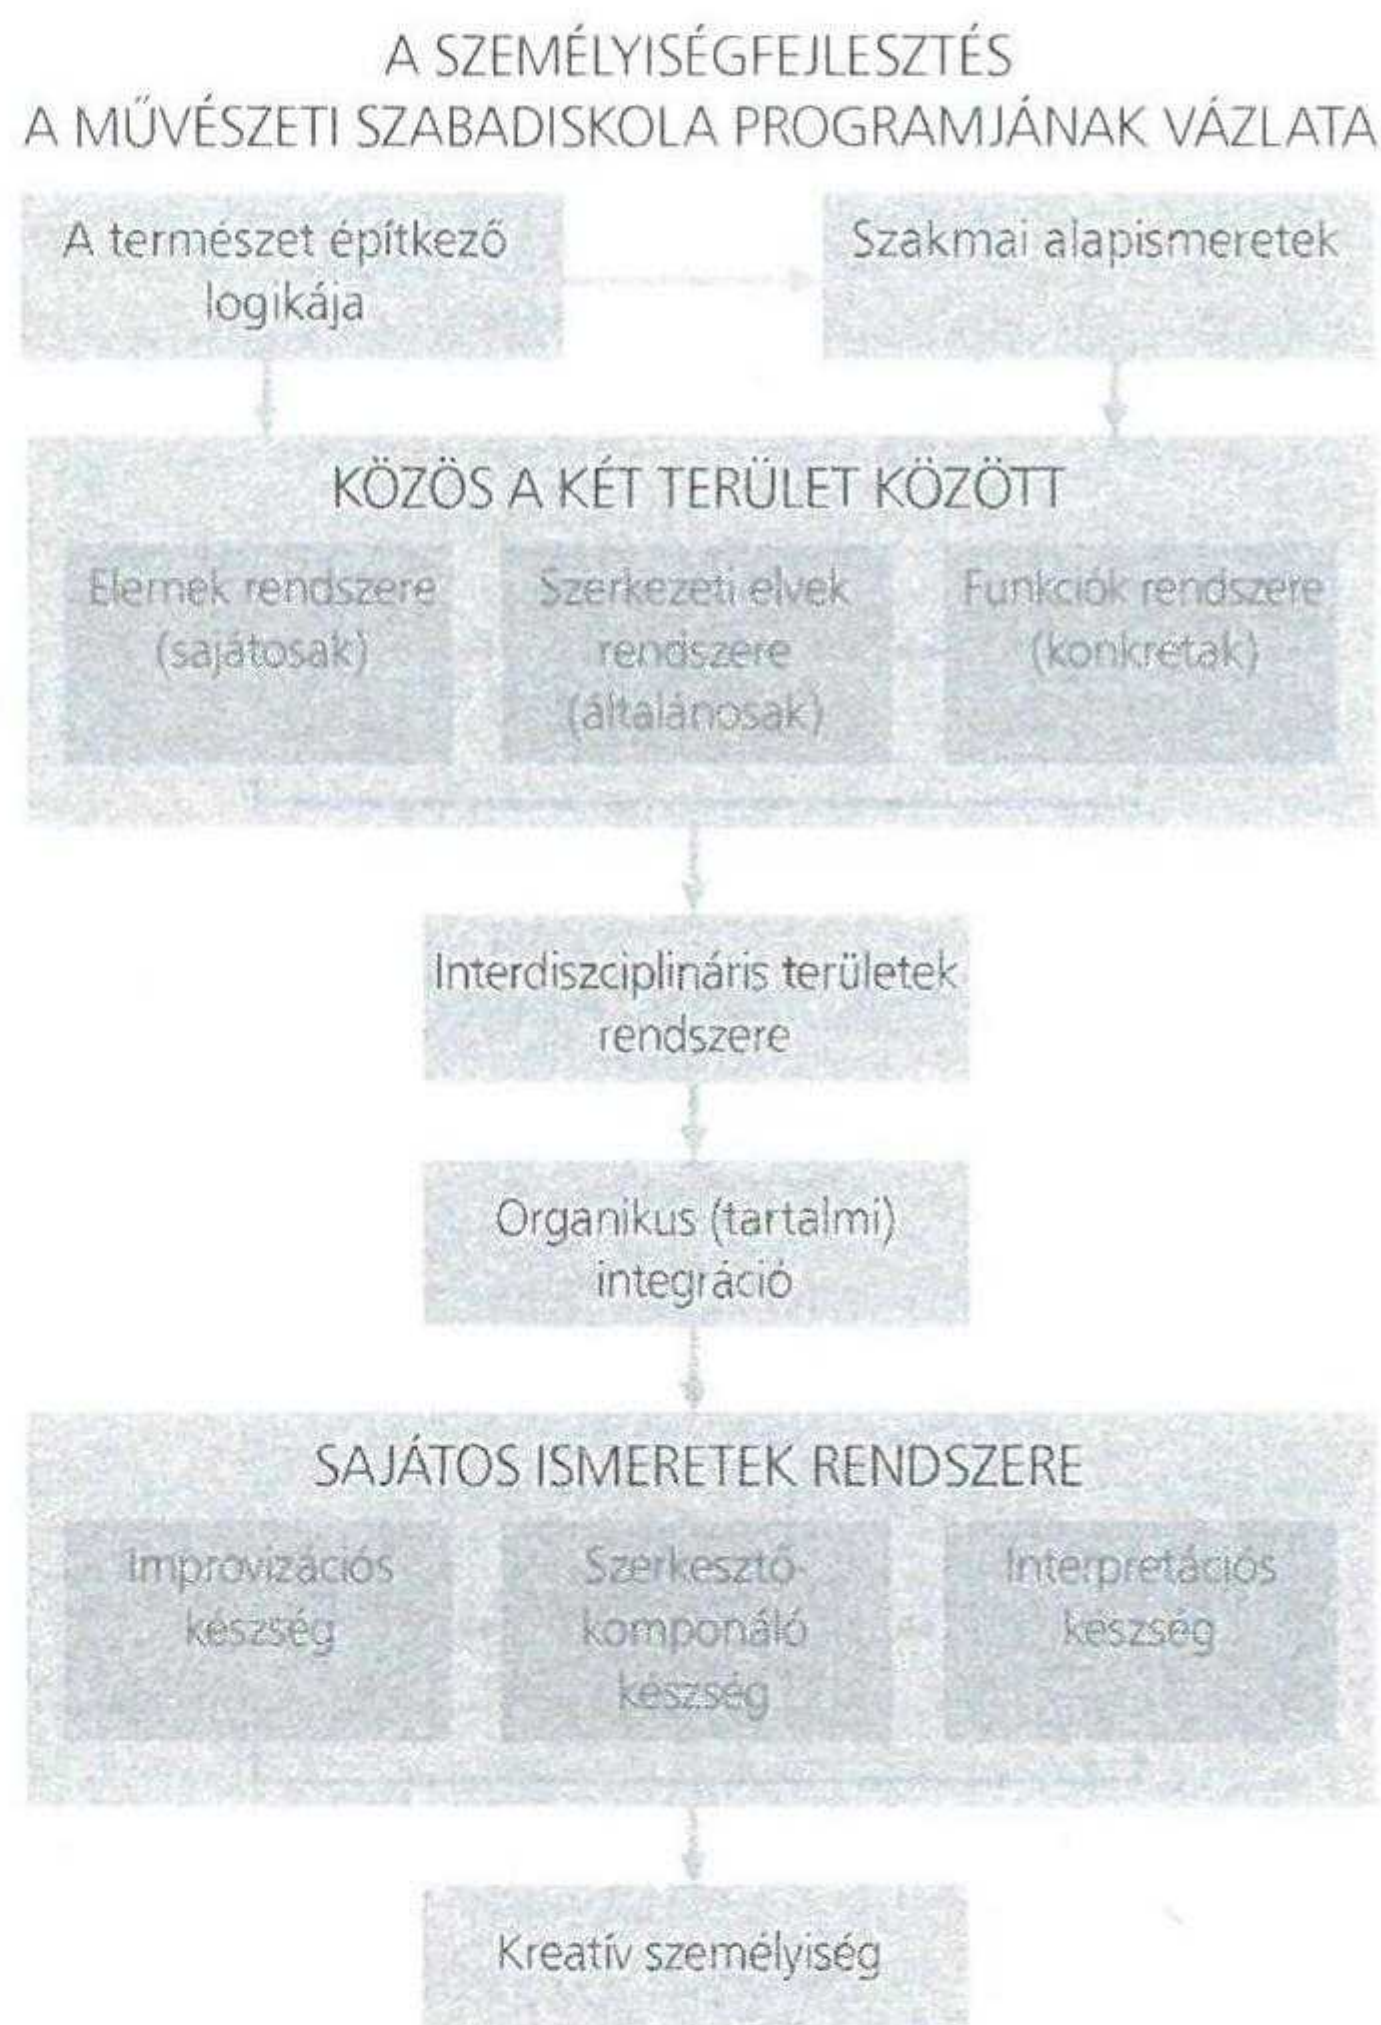 A SZEMÉLYISÉGFEJLESZTÉS
A MŰVÉSZETI SZABADISKOLA PROGRAMJÁNAK VÁZLATA
A természet építkező
logikája
Szakmai alapismeretek
KÖZÖS A KÉT TERÜLET KÖZÖTT
Elemek rendszere
(sajátosak)
Szerkezeti elvek
rendszere
(általánosak)
Funkciók rendszere
(konkrétak)
Interdiszciplináris területek
rendszere
Organikus (tartalmi)
integráció
SAJÁTOS ISMERETEK RENDSZERE
Improvizációs
készség
Szerkesztő-
komponáló
készség
Interpretációs
készség
Kreatív személyiség